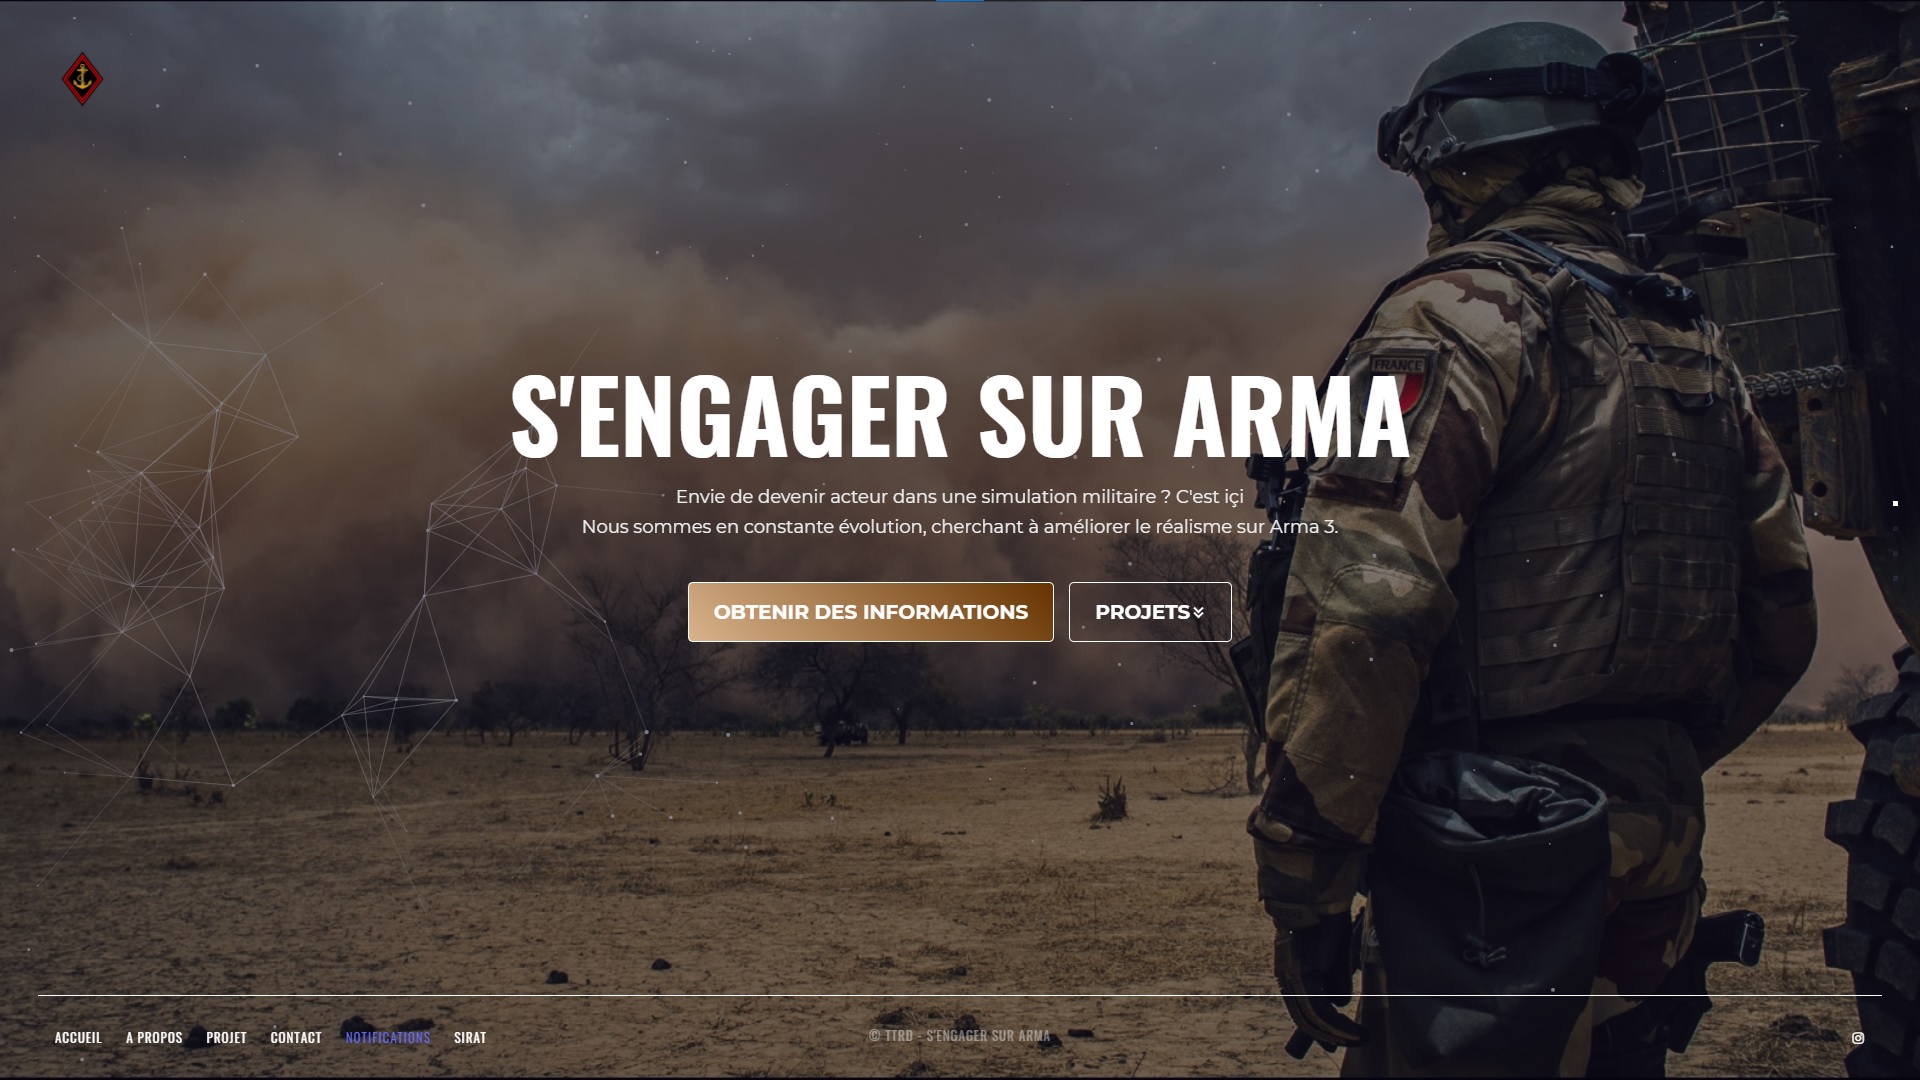 FRANCE
S'ENGAGER SUR ARMA
Envie de devenir acteur dans une simulation militaire ? C'est içi
Nous sommes en constante évolution, cherchant à améliorer le réalisme sur Arma 3.
OBTENIR DES INFORMATIONS
PROJETS
ACCUEIL
A PROPOS
PROJET
CONTACT
NOTIFICATIONS
SIRAT
© TTRD - S'ENGAGER SUR ARMA